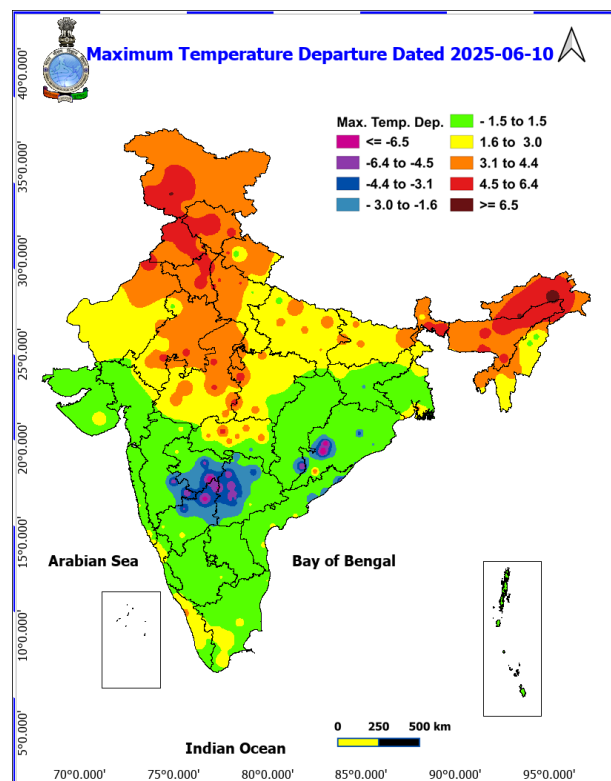 Maximum Temperature Departure Dated 2025-06-10
Max. Temp. Dep.
<= -6.5
-6.4 to -4.5
-4.4 to -3.1
- 3.0 to -1.6
- 1.5 to 1.5
1.6 to 3.0
3.1 to 4.4
4.5 to 6.4
>= 6.5
40°0.000'
35°0.000'
30°0.000'
25°0.000'
20°0.000'
15°0.000'
10°0.000'
5°0.000'
Arabian Sea
Bay of Bengal
Indian Ocean
0 250 500 km
70°0.000' 75°0.000' 80°0.000' 85°0.000' 90°0.000' 95°0.000'